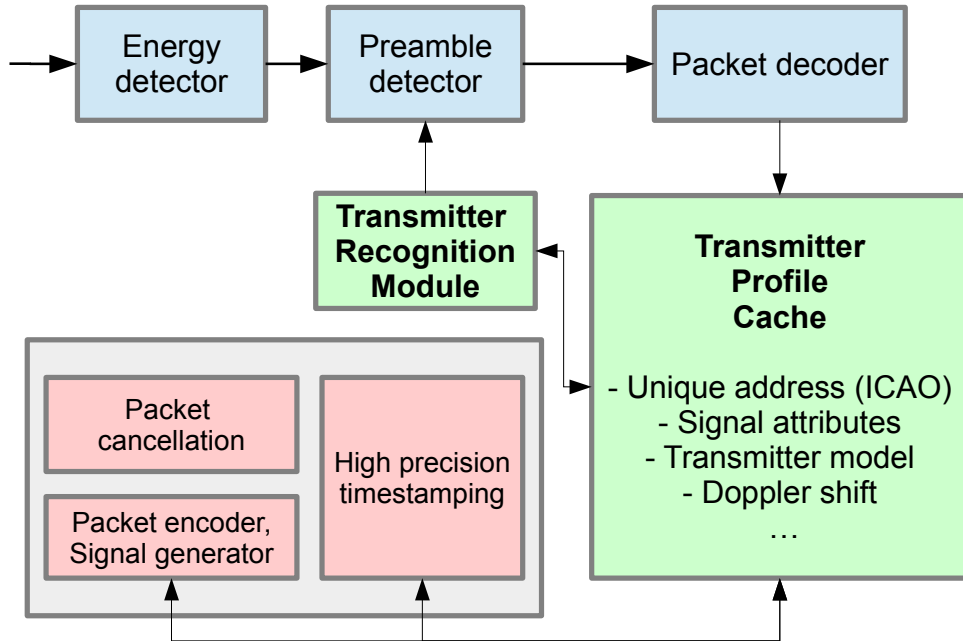 Energy
detector
Preamble
detector
Packet decoder
Transmitter
Recognition
Module
Transmitter
Profile
Cache
- Unique address (ICAO)
- Signal attributes
- Transmitter model
- Doppler shift
…
Packet
cancellation
High precision
timestamping
Packet encoder,
Signal generator